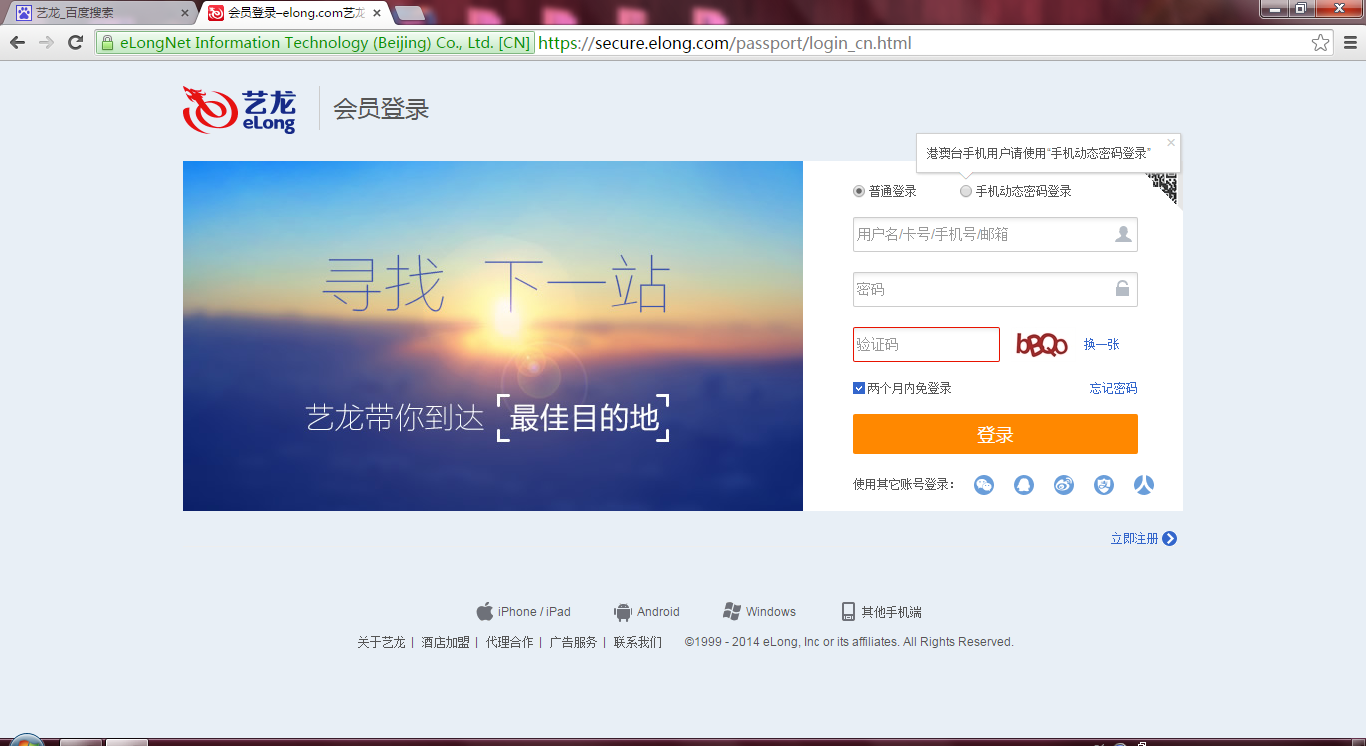 艺龙_百度搜索
会员登录–elong.com艺龙
eLongNet Information Technology (Beijing) Co., Ltd. [CN] https://secure.elong.com/passport/login_cn.html
艺龙 eLong 会员登录
港澳台手机用户请使用“手机动态密码登录”
普通登录 手机动态密码登录
用户名/卡号/手机号/邮箱
密码
验证码 bBQo 换一张
两个月内免登录 忘记密码
登录
使用其它账号登录：
寻找 下一站
艺龙带你到达 最佳目的地
立即注册
iPhone / iPad Android Windows 其他手机端
关于艺龙 | 酒店加盟 | 代理合作 | 广告服务 | 联系我们 ©1999 - 2014 eLong, Inc or its affiliates. All Rights Reserved.